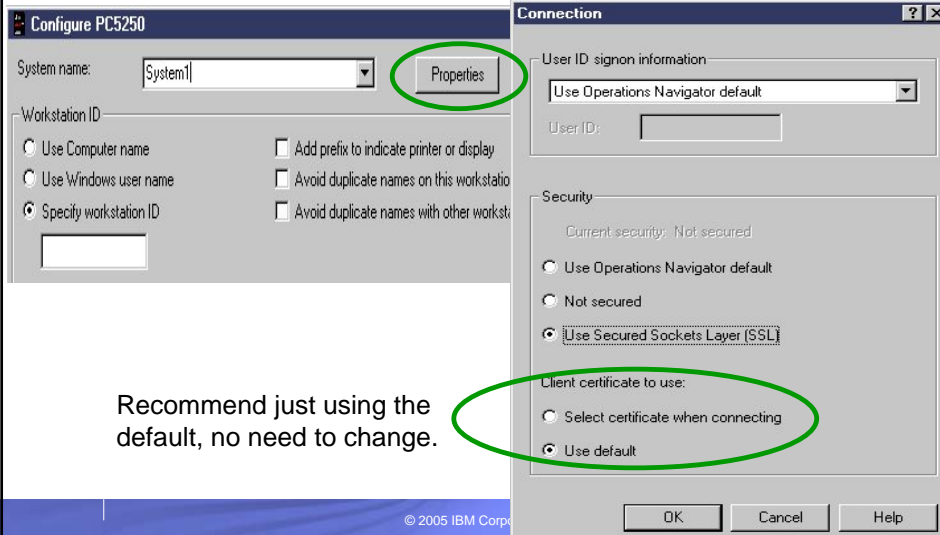 Configure PC5250
System name:
System1
Properties
Workstation ID
Use Computer name
Add prefix to indicate printer or display
Use Windows user name
Avoid duplicate names on this workstatio
Specify workstation ID
Avoid duplicate names with other workst
Connection
User ID signon information
Use Operations Navigator default
User ID:
Security
Current security: Not secured
Use Operations Navigator default
Not secured
Use Secured Sockets Layer (SSL)
Client certificate to use:
Select certificate when connecting
Use default
OK Cancel Help
Recommend just using the
default, no need to change.
© 2005 IBM Corpo